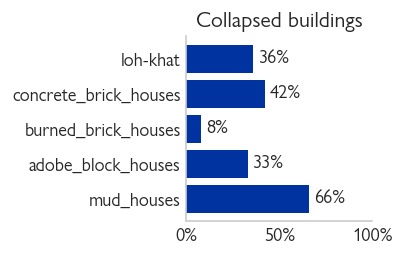 Collapsed buildings
loh-khat 36%
concrete_brick_houses 42%
burned_brick_houses 8%
adobe_block_houses 33%
mud_houses 66%
0% 50% 100%